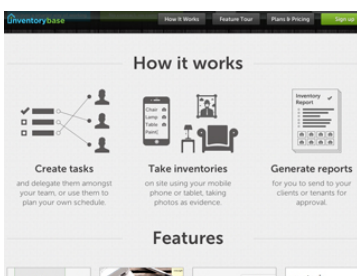 inventorybase
How It Works
Feature Tour
Plans & Pricing
Sign up
How it works
Chair
Lamp
Table
Paint
Inventory
Report
Create tasks
and delegate them amongst
your team, or use them to
plan your own schedule.
Take inventories
on site using your mobile
phone or tablet, taking
photos as evidence.
Generate reports
for you to send to your
clients or tenants for
approval.
Features